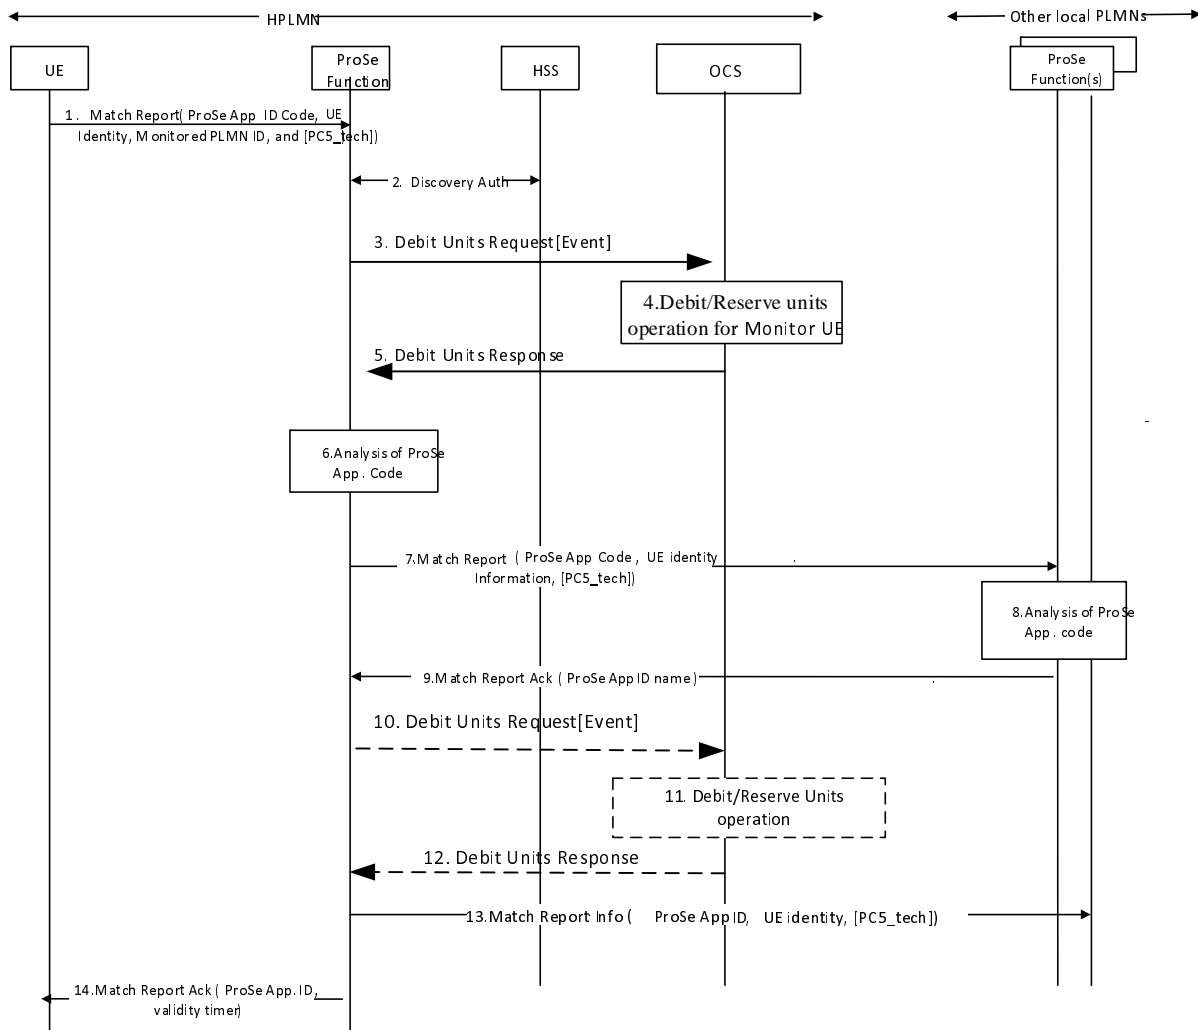 HPLMN
Other local PLMNs
UE
ProSe
Function
HSS
OCS
ProSe
Function(s)
1. Match Report( ProSe App ID Code, UE
Identity, Monitored PLMN ID, and [PC5_tech])
2. Discovery Auth
3. Debit Units Request[Event]
4.Debit/Reserve units
operation for Monitor UE
5. Debit Units Response
6.Analysis of ProSe
App. Code
7.Match Report ( ProSe App Code, UE identity
Information, [PC5_tech])
8.Analysis of ProSe
App. code
9.Match Report Ack ( ProSe App ID name)
10. Debit Units Request[Event]
11. Debit/Reserve Units
operation
12. Debit Units Response
13.Match Report Info ( ProSe App ID, UE identity, [PC5_tech])
14.Match Report Ack ( ProSe App. ID,
validity timer)